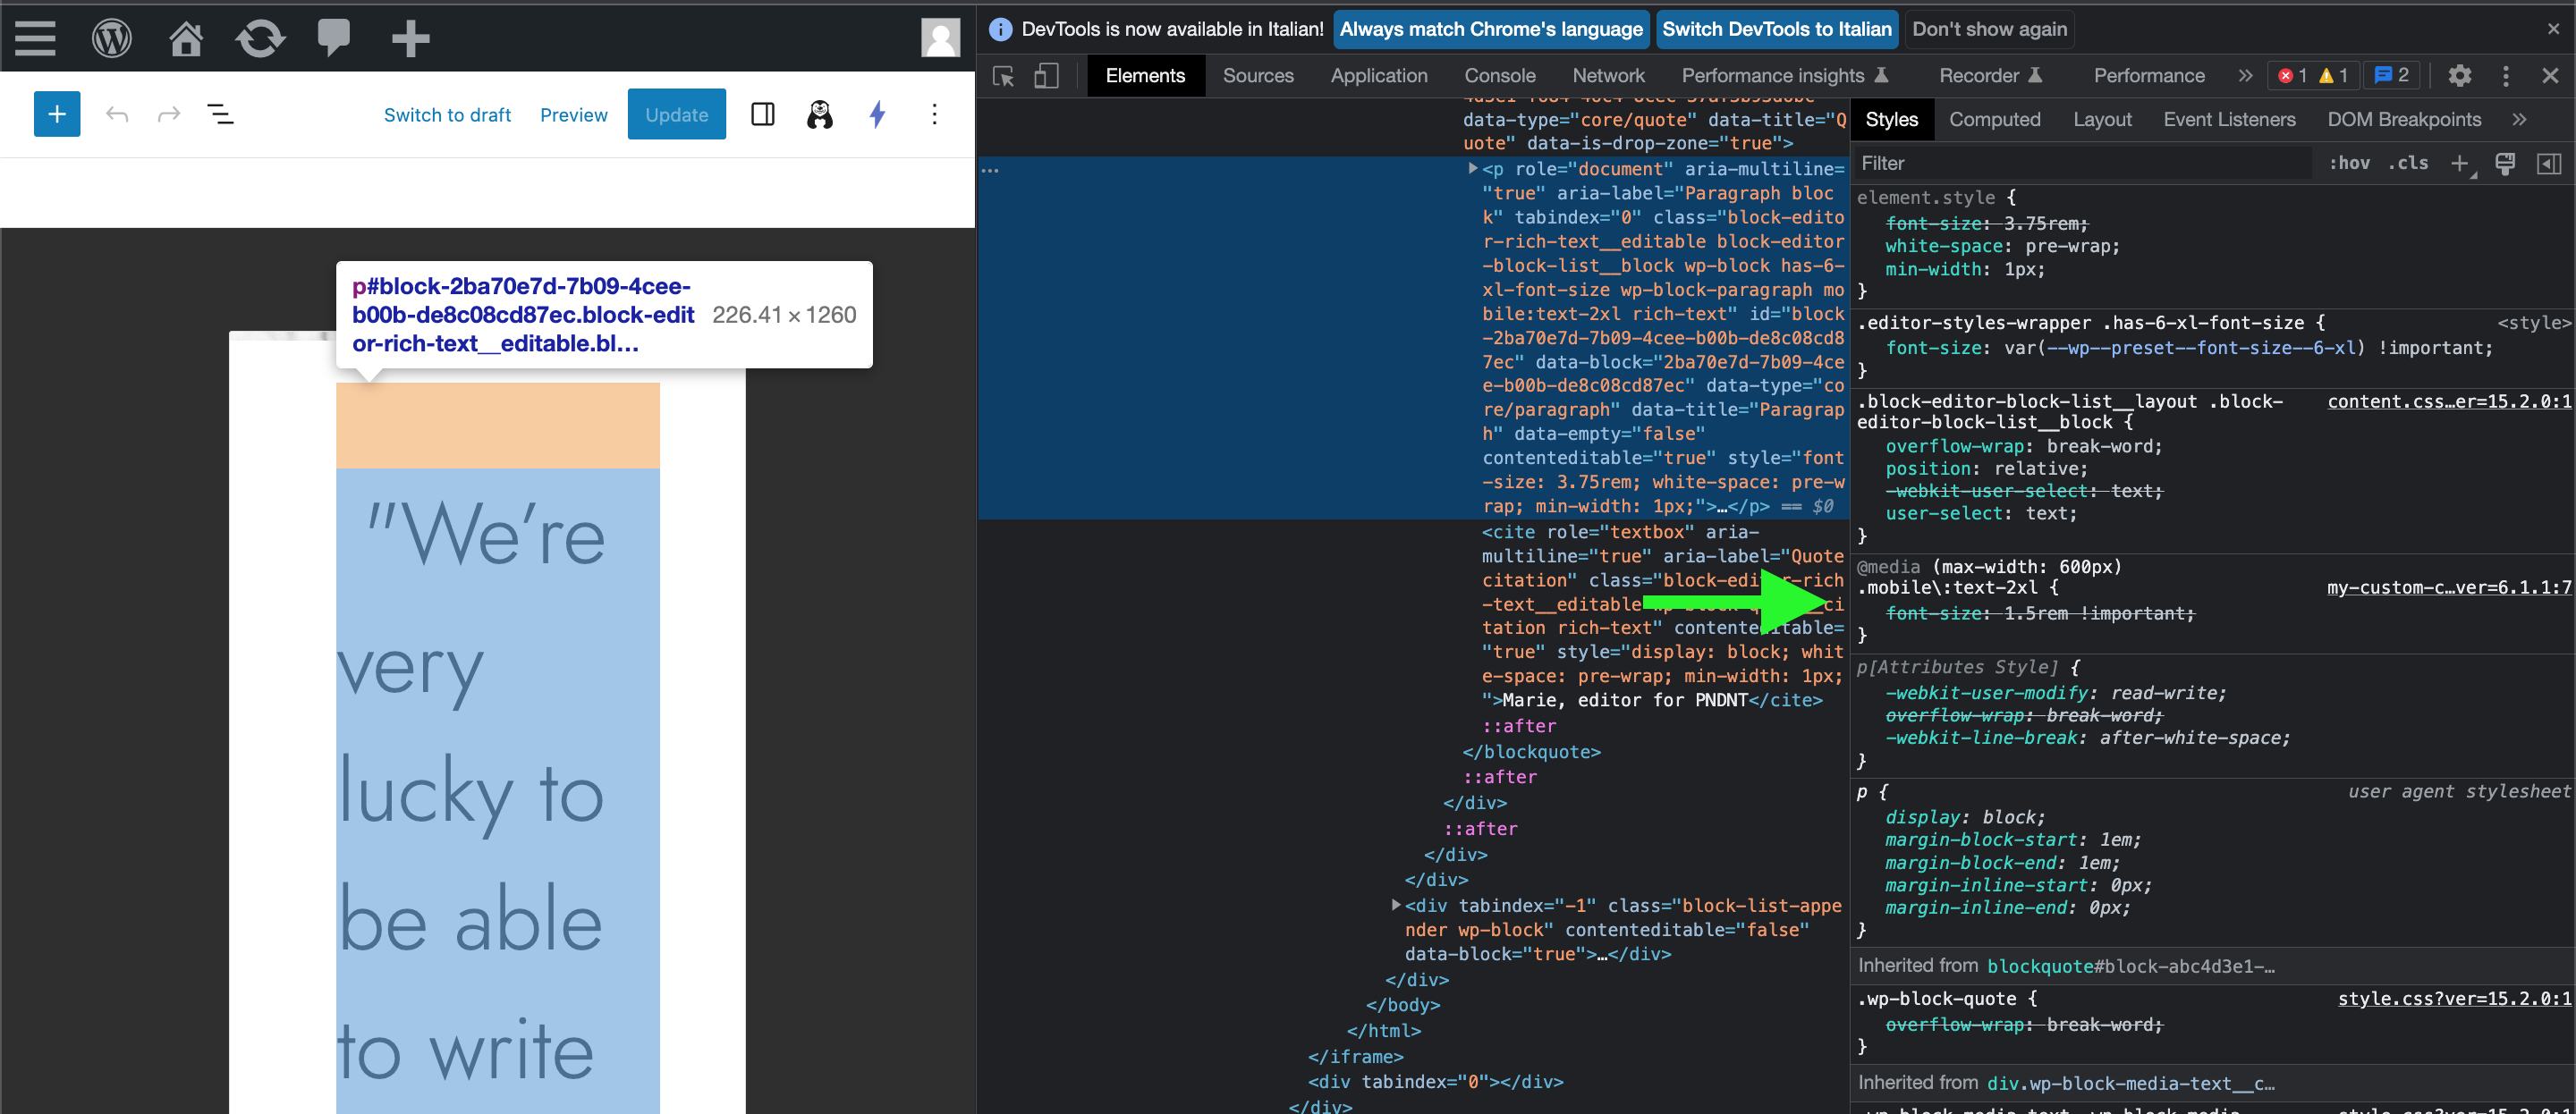 DevTools is now available in Italian! Always match Chrome's language Switch DevTools to Italian Don't show again
Switch to draft Preview Update
p#block-2ba70e7d-7b09-4cee-
b00b-de8c08cd87ec.block-edit 226.41 × 1260
or-rich-text__editable.bl…
"We're
very
lucky to
be able
to write
Elements Sources Application Console Network Performance insights Recorder Performance 1 1 2
data-type="core/quote" data-title="Q
uote" data-is-drop-zone="true">
<p role="document" aria-multiline=
"true" aria-label="Paragraph bloc
k" tabindex="0" class="block-edito
r-rich-text__editable block-editor
-block-list__block wp-block has-6-
xl-font-size wp-block-paragraph mo
bile:text-2xl rich-text" id="block
-2ba70e7d-7b09-4cee-b00b-de8c08cd8
7ec" data-block="2ba70e7d-7b09-4ce
e-b00b-de8c08cd87ec" data-type="co
re/paragraph" data-title="Paragrap
h" data-empty="false"
contenteditable="true" style="font
-size: 3.75rem; white-space: pre-w
rap; min-width: 1px;">…</p> == $0
<cite role="textbox" aria-
multiline="true" aria-label="Quote
citation" class="block-editor-rich
-text__editable
tation rich-text" contenteditable=
"true" style="display: block; whit
e-space: pre-wrap; min-width: 1px;
">Marie, editor for PNDNT</cite>
::after
</blockquote>
::after
</div>
::after
</div>
</div>
<div tabindex="-1" class="block-list-appe
nder wp-block" contenteditable="false"
data-block="true">…</div>
</div>
</body>
</html>
</iframe>
<div tabindex="0"></div>
</div>
Styles Computed Layout Event Listeners DOM Breakpoints
Filter :hov .cls
element.style {
font-size: 3.75rem;
white-space: pre-wrap;
min-width: 1px;
}
.editor-styles-wrapper .has-6-xl-font-size { <style>
font-size: var(--wp--preset--font-size--6-xl) !important;
}
.block-editor-block-list__layout .block- content.css…er=15.2.0:1
editor-block-list__block {
overflow-wrap: break-word;
position: relative;
-webkit-user-select: text;
user-select: text;
}
@media (max-width: 600px)
.mobile\:text-2xl { my-custom-c…ver=6.1.1:7
font-size: 1.5rem !important;
}
p[Attributes Style] {
-webkit-user-modify: read-write;
overflow-wrap: break-word;
-webkit-line-break: after-white-space;
}
p { user agent stylesheet
display: block;
margin-block-start: 1em;
margin-block-end: 1em;
margin-inline-start: 0px;
margin-inline-end: 0px;
}
Inherited from blockquote#block-abc4d3e1-…
.wp-block-quote { style.css?ver=15.2.0:1
overflow-wrap: break-word;
}
Inherited from div.wp-block-media-text__c…